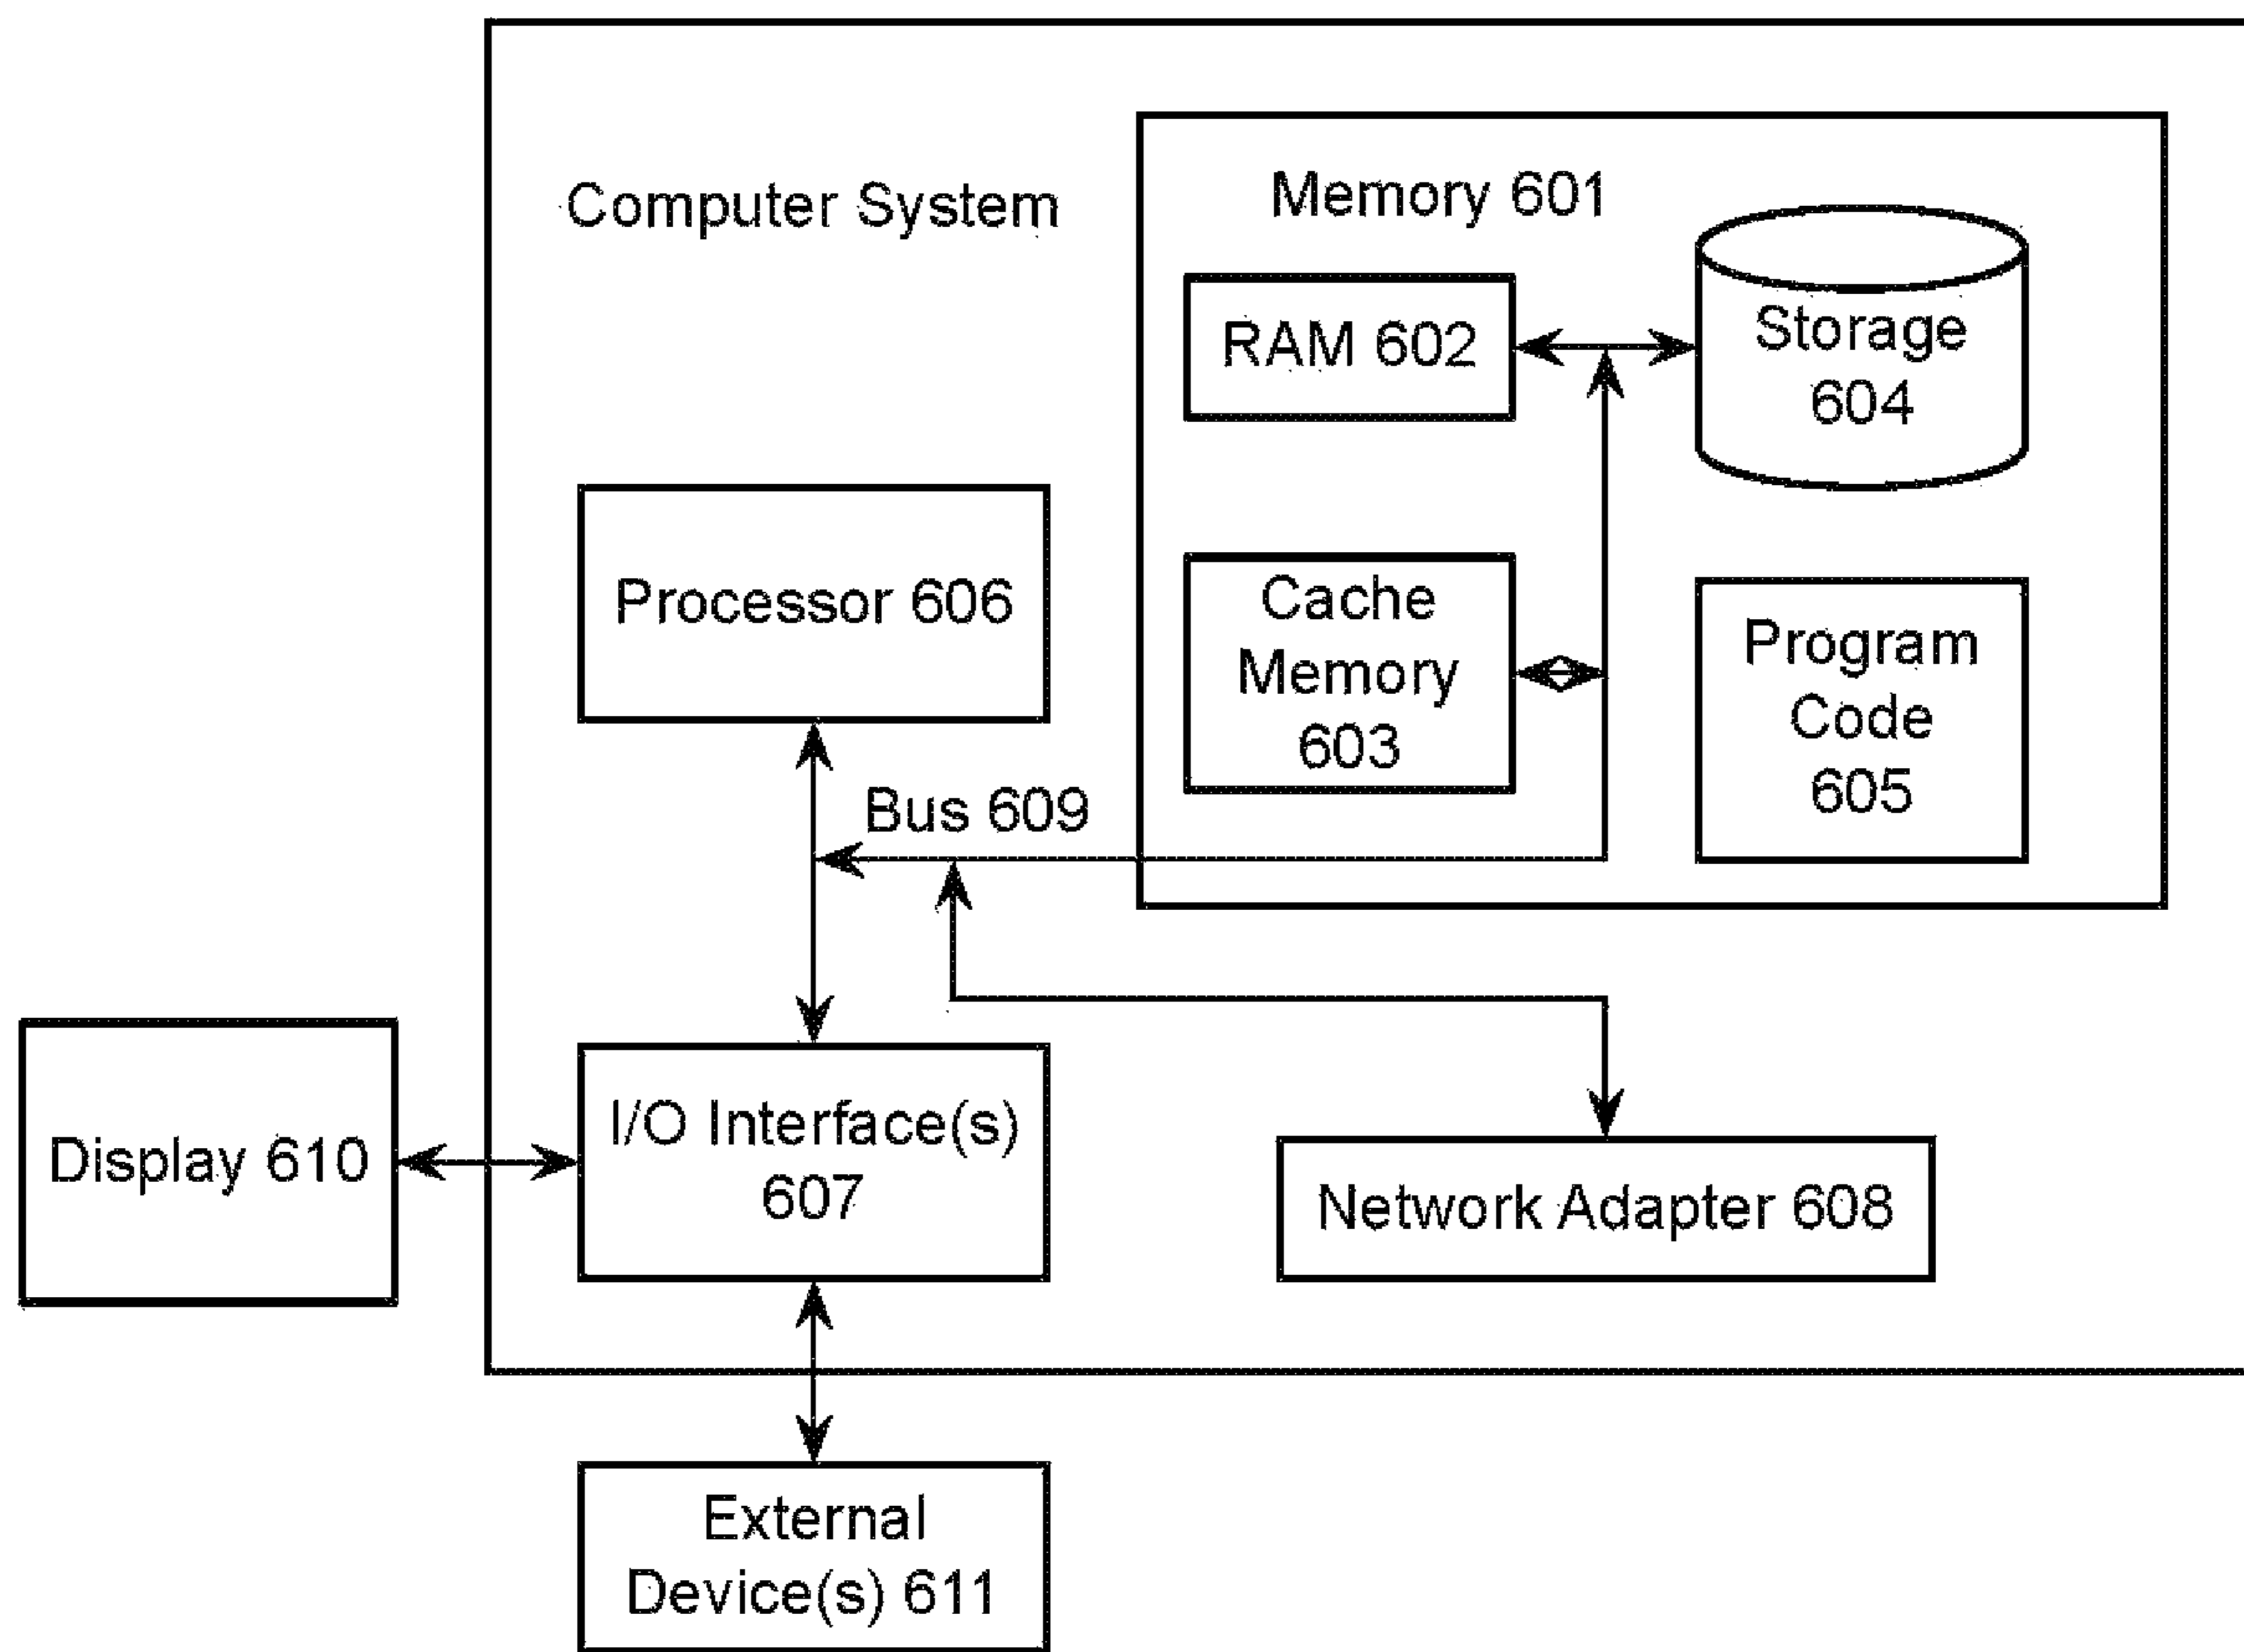 Computer System
Memory 601
RAM 602
Storage
604
Processor 606
Cache
Memory
603
Program
Code
605
Bus 609
Display 610
I/O Interface(s)
607
Network Adapter 608
External
Device(s) 611